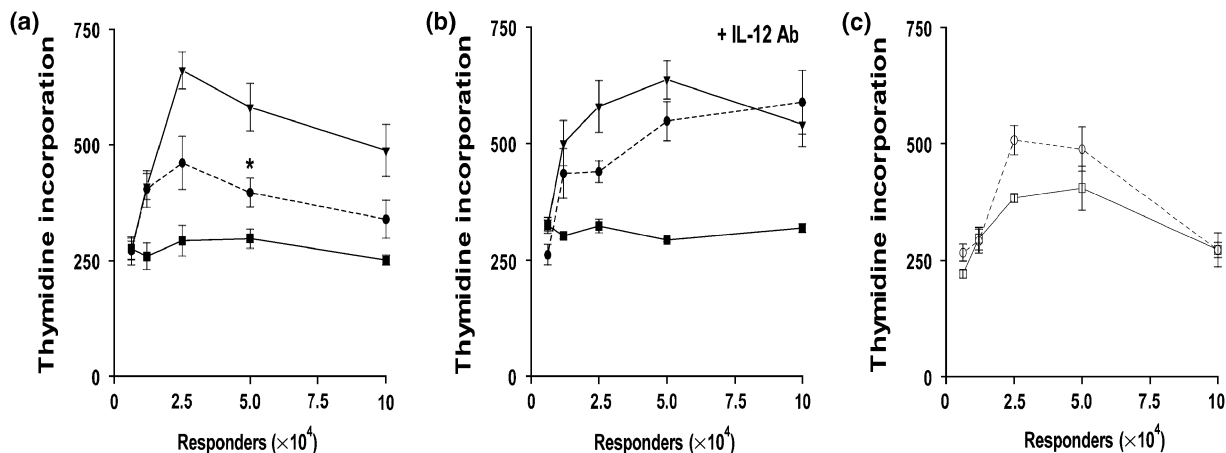 (a)
Thymidine incorporation
750
500
250
0
*
0 2.5 5.0 7.5 10
Responders (×10⁴)
(b)
+ IL-12 Ab
Thymidine incorporation
750
500
250
0
0 2.5 5.0 7.5 10
Responders (×10⁴)
(c)
Thymidine incorporation
750
500
250
0
0 2.5 5.0 7.5 10
Responders (×10⁴)